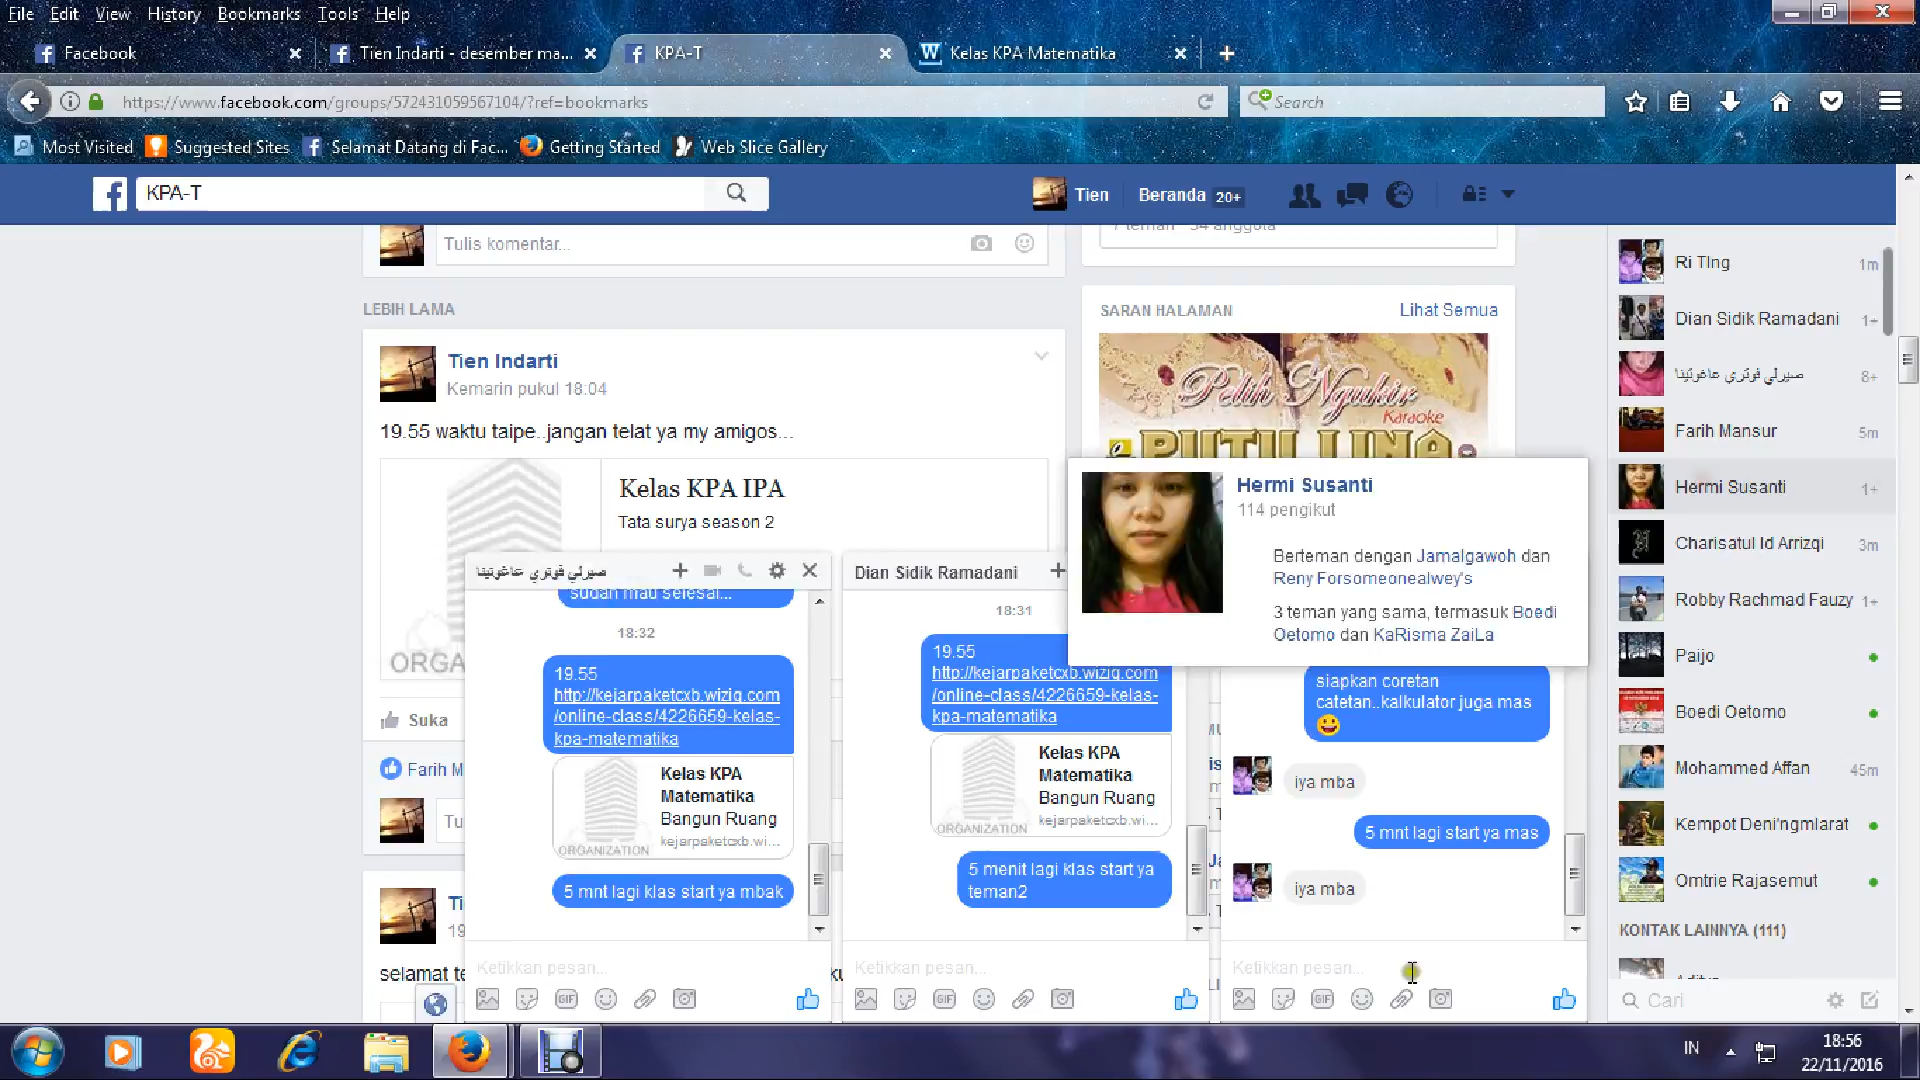 File Edit View History Bookmarks Tools Help
Facebook
Tien Indarti - desember ma...
KPA-T
Kelas KPA Matematika
https://www.facebook.com/groups/572431059567104/?ref=bookmarks
Search
Most Visited
Suggested Sites
Selamat Datang di Fac...
Getting Started
Web Slice Gallery
KPA-T
Tien
Beranda 20+
Tulis komentar...
LEBIH LAMA
Tien Indarti
Kemarin pukul 18:04
19.55 waktu taipe..jangan telat ya my amigos...
Kelas KPA IPA
Tata surya season 2
Suka
Farih M
Tu
Ti
19
selamat te
SARAN HALAMAN
Lihat Semua
Pelih Ngukir
Karaoke
PUTU LINA
Hermi Susanti
114 pengikut
Berteman dengan Jamalgawoh dan
Reny Forsomeonealwey's
3 teman yang sama, termasuk Boedi
Oetomo dan KaRisma ZaiLa
صيرلي فوتري عاغوتينا
sudah mau selesai...
18:32
19.55
http://kejarpaketcxb.wiziq.com
/online-class/4226659-kelas-
kpa-matematika
Kelas KPA
Matematika
Bangun Ruang
kejarpaketcxb.wi...
ORGANIZATION
5 mnt lagi klas start ya mbak
Ketikkan pesan...
GIF
Dian Sidik Ramadani
18:31
19.55
http://kejarpaketcxb.wiziq.com
/online-class/4226659-kelas-
kpa-matematika
Kelas KPA
Matematika
Bangun Ruang
kejarpaketcxb.wi...
ORGANIZATION
5 menit lagi klas start ya
teman2
Ketikkan pesan...
GIF
siapkan coretan
catetan..kalkulator juga mas
iya mba
5 mnt lagi start ya mas
iya mba
Ketikkan pesan...
GIF
Ri TIng 1m
Dian Sidik Ramadani 1+
صيرلي فوتري عاغوتينا 8+
Farih Mansur 5m
Hermi Susanti 1+
Charisatul Id Arrizqi 3m
Robby Rachmad Fauzy 1+
Paijo
Boedi Oetomo
Mohammed Affan 45m
Kempot Deni'ngmlarat
Omtrie Rajasemut
KONTAK LAINNYA (111)
Cari
IN
18:56
22/11/2016